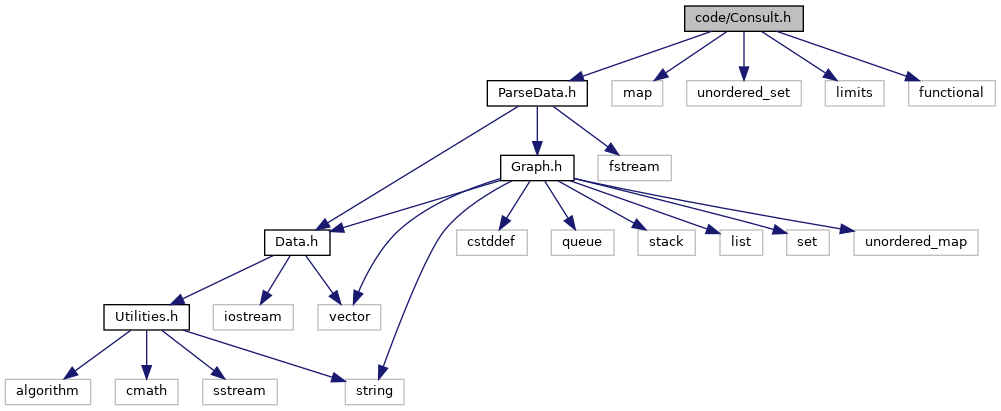 code/Consult.h
ParseData.h
map
unordered_set
limits
functional
Graph.h
fstream
Data.h
cstddef
queue
stack
list
set
unordered_map
Utilities.h
iostream
vector
algorithm
cmath
sstream
string